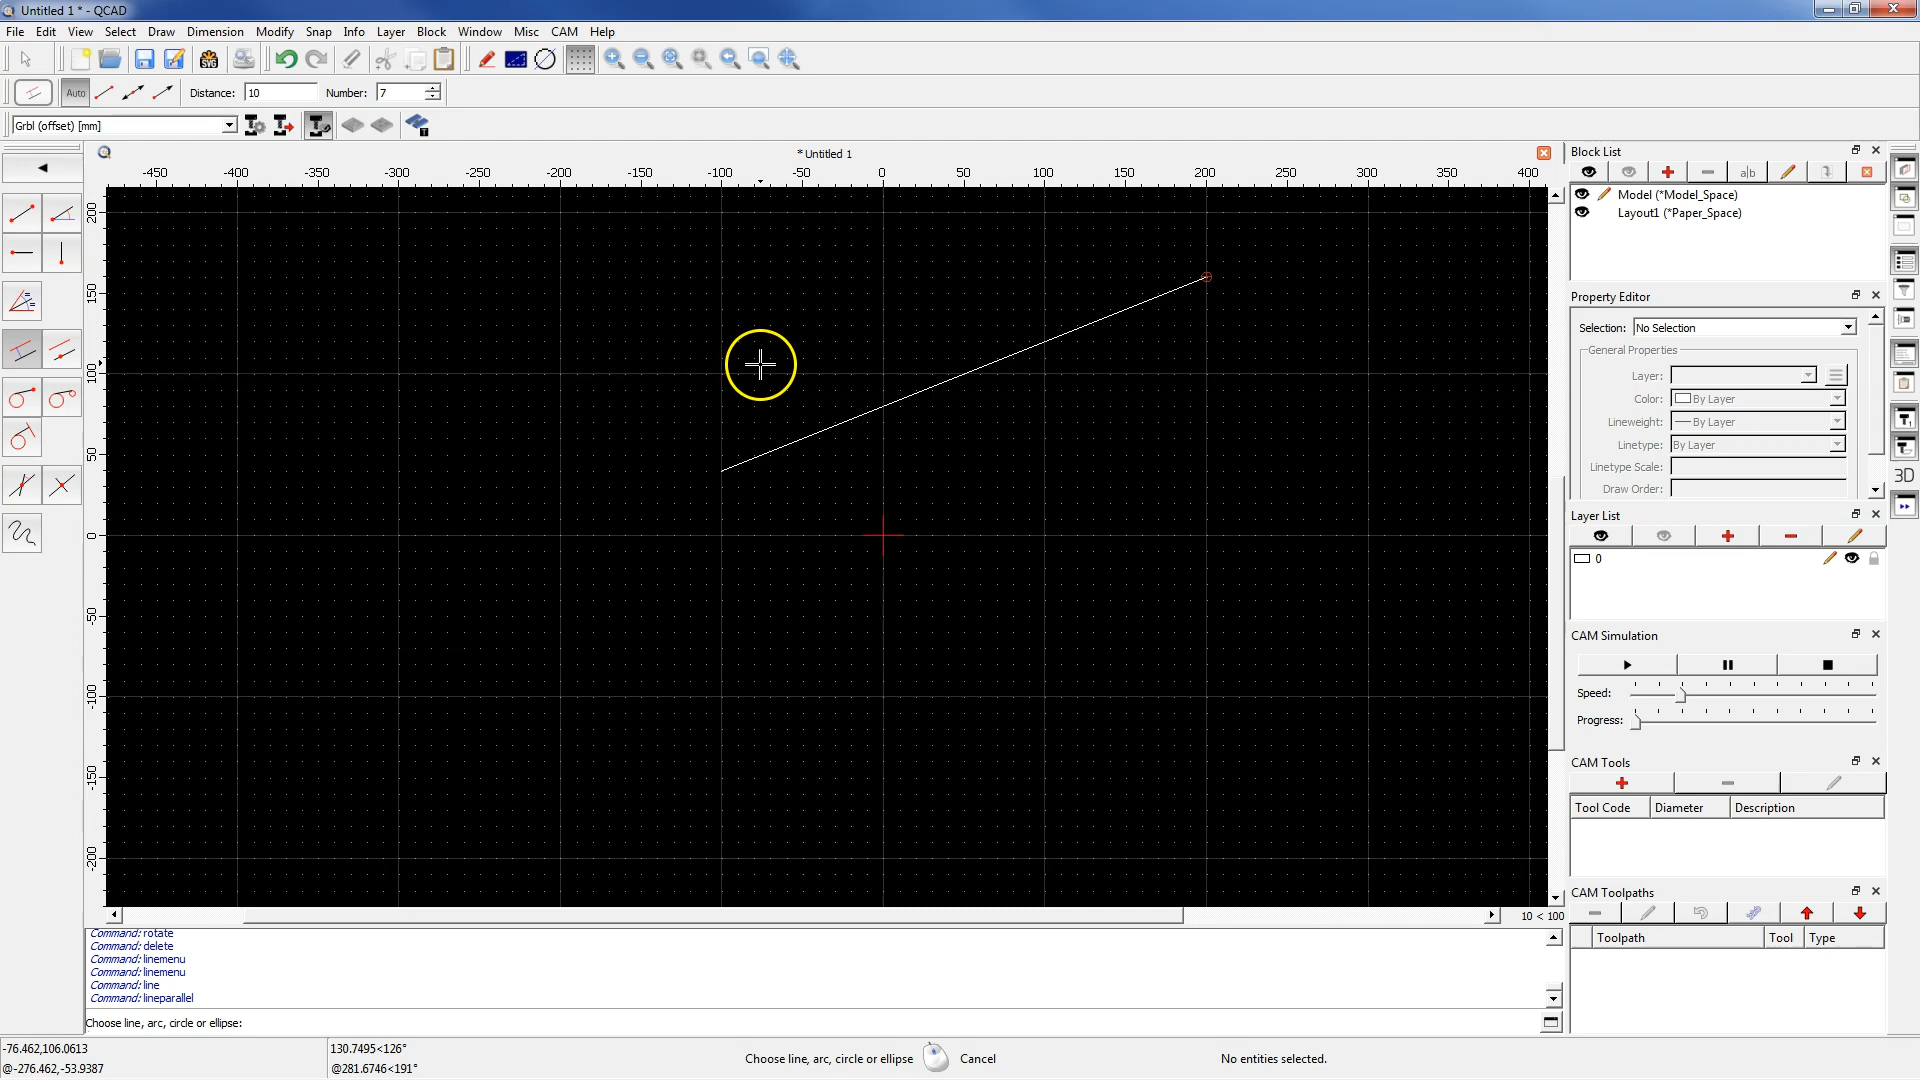 Untitled 1 * - QCAD
File Edit View Select Draw Dimension Modify Snap Info Layer Block Window Misc CAM Help
SVG
Auto Distance: 10 Number: 7
Grbl (offset) [mm]
* Untitled 1
-450 -400 -350 -300 -250 -200 -150 -100 -50 0 50 100 150 200 250 300 350 400
200
150
100
50
0
-50
-100
-150
-200
10 < 100
Command: rotate
Command: delete
Command: linemenu
Command: linemenu
Command: line
Command: lineparallel
Choose line, arc, circle or ellipse:
Block List
a|b
Model (*Model_Space)
Layout1 (*Paper_Space)
Property Editor
Selection: No Selection
General Properties
Layer:
Color: By Layer
Lineweight: By Layer
Linetype: By Layer
Linetype Scale:
Draw Order:
Layer List
0
CAM Simulation
Speed:
Progress:
CAM Tools
Tool Code Diameter Description
CAM Toolpaths
Toolpath Tool Type
3D
-76.462,106.0613
@-276.462,-53.9387
130.7495<126°
@281.6746<191°
Choose line, arc, circle or ellipse Cancel
No entities selected.